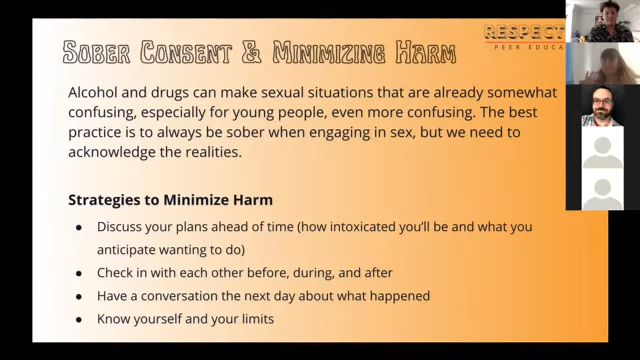 RESPECT
PEER EDUCA
SOBER CONSENT & MINIMIZING HARM
Alcohol and drugs can make sexual situations that are already somewhat
confusing, especially for young people, even more confusing. The best
practice is to always be sober when engaging in sex, but we need to
acknowledge the realities.
Strategies to Minimize Harm
● Discuss your plans ahead of time (how intoxicated you'll be and what you
anticipate wanting to do)
● Check in with each other before, during, and after
● Have a conversation the next day about what happened
● Know yourself and your limits